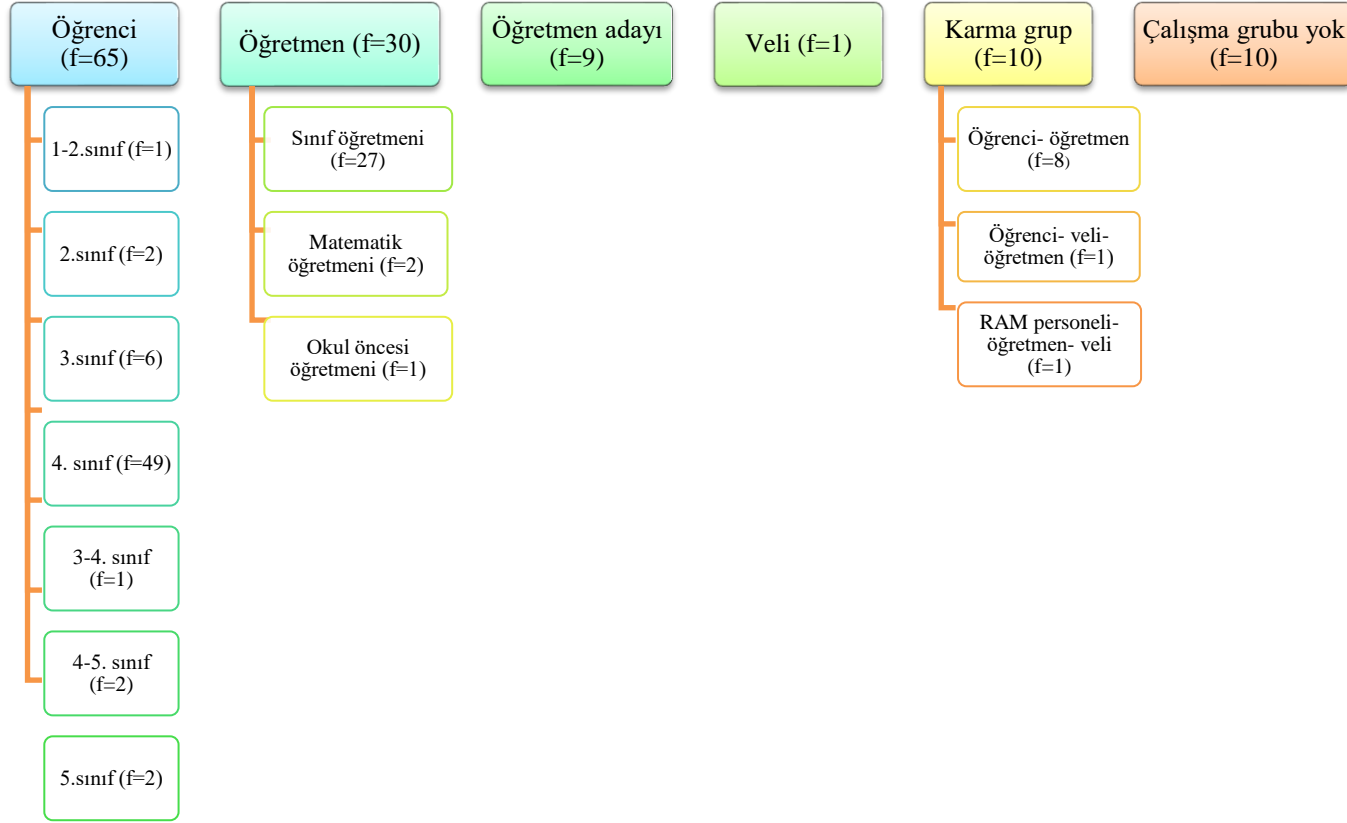 Öğrenci
(f=65)
1-2.sınıf (f=1)
2.sınıf (f=2)
3.sınıf (f=6)
4. sınıf (f=49)
3-4. sınıf
(f=1)
4-5. sınıf
(f=2)
5.sınıf (f=2)
Öğretmen (f=30)
Sınıf öğretmeni
(f=27)
Matematik
öğretmeni (f=2)
Okul öncesi
öğretmeni (f=1)
Öğretmen adayı
(f=9)
Veli (f=1)
Karma grup
(f=10)
Öğrenci- öğretmen
(f=8)
Öğrenci- veli-
öğretmen (f=1)
RAM personeli-
öğretmen- veli
(f=1)
Çalışma grubu yok
(f=10)